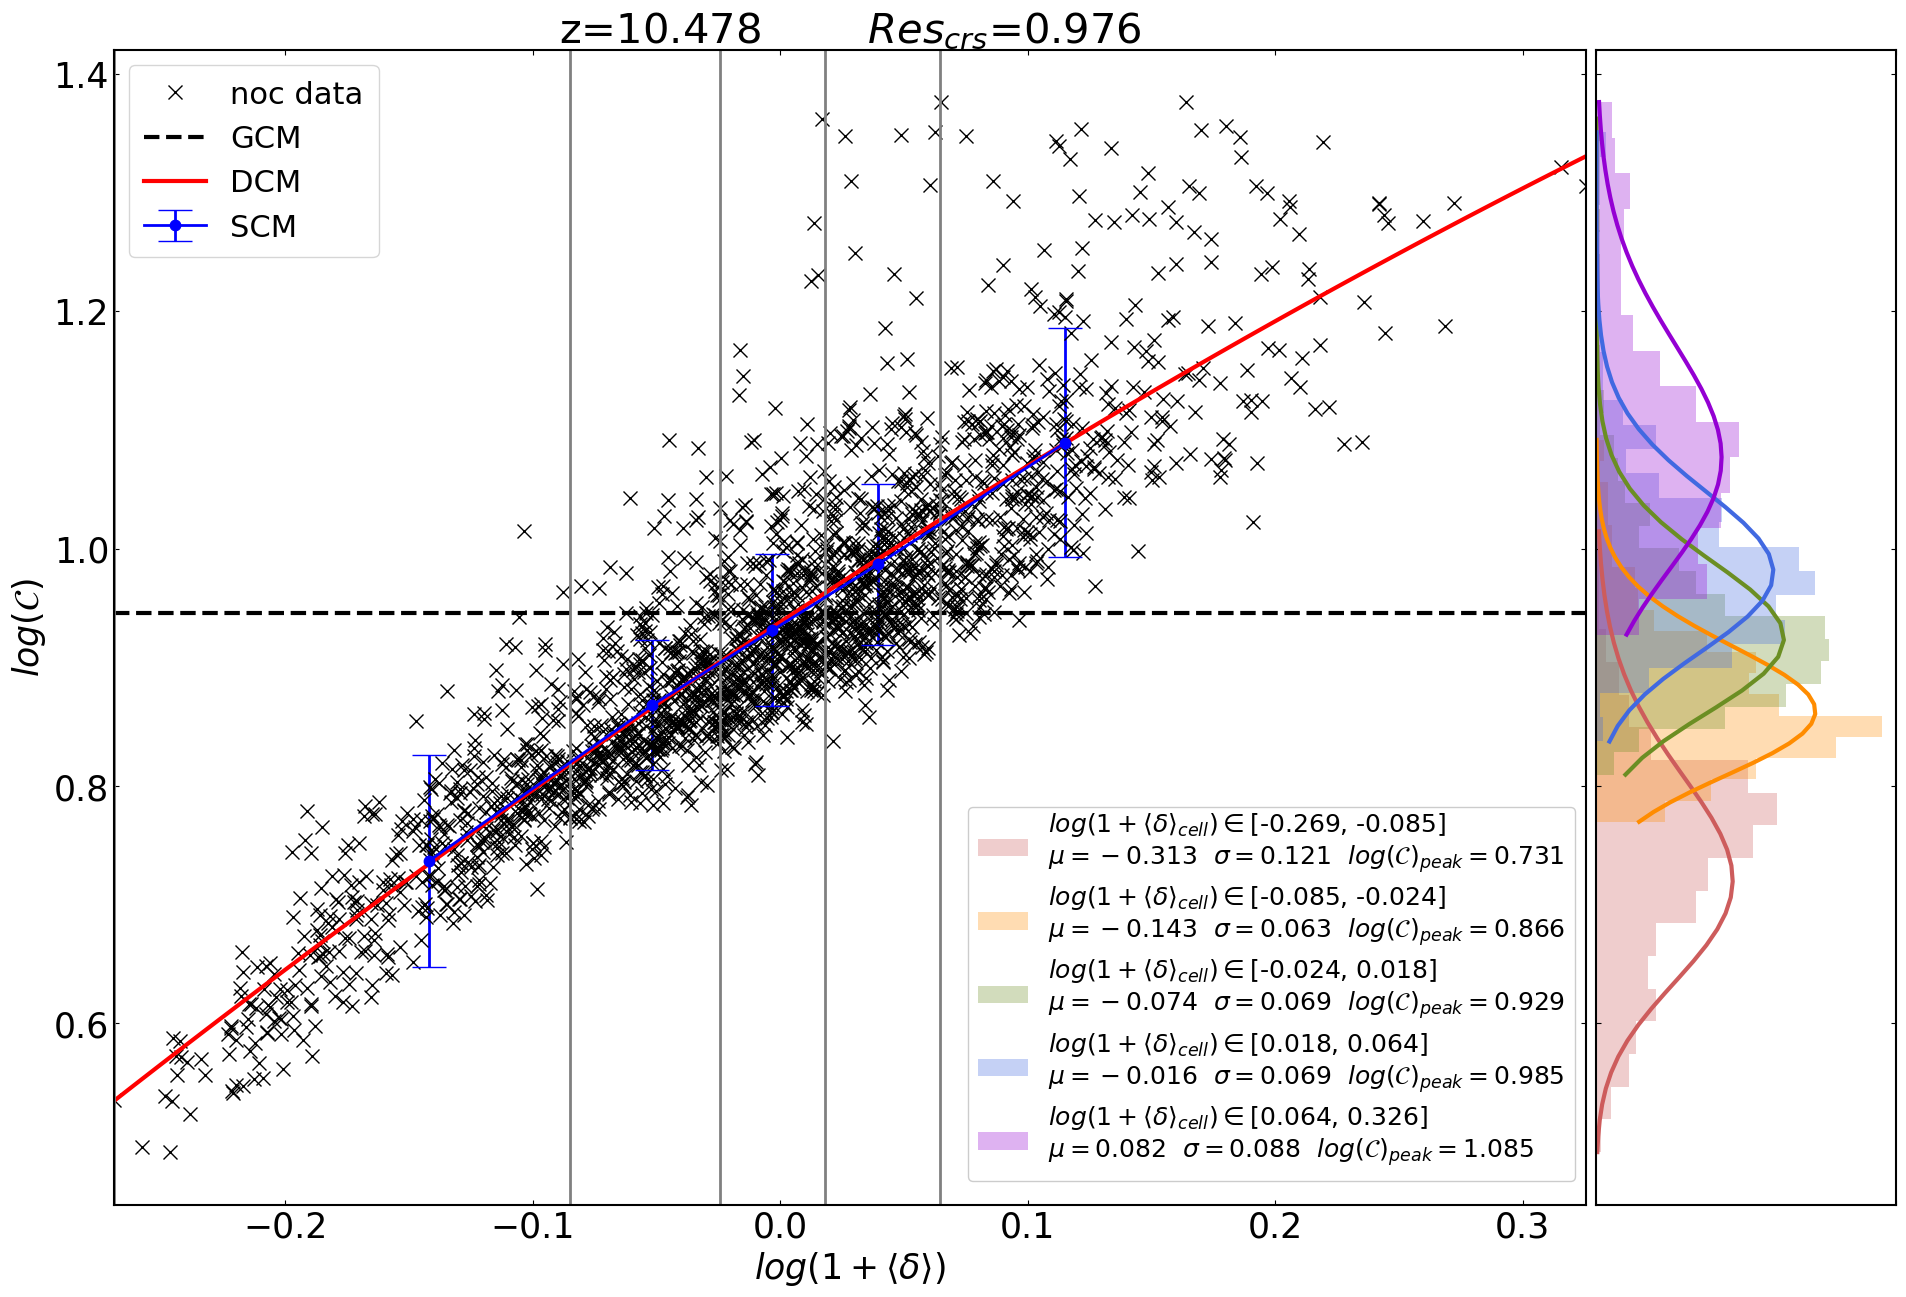 z=10.478 Res_crs=0.976
noc data
GCM
DCM
SCM
1.4
1.2
1.0
0.8
0.6
log(𝒞)
log(1 + ⟨δ⟩_cell) ∈ [-0.269, -0.085]
μ = −0.313 σ = 0.121 log(𝒞)_peak = 0.731
log(1 + ⟨δ⟩_cell) ∈ [-0.085, -0.024]
μ = −0.143 σ = 0.063 log(𝒞)_peak = 0.866
log(1 + ⟨δ⟩_cell) ∈ [-0.024, 0.018]
μ = −0.074 σ = 0.069 log(𝒞)_peak = 0.929
log(1 + ⟨δ⟩_cell) ∈ [0.018, 0.064]
μ = −0.016 σ = 0.069 log(𝒞)_peak = 0.985
log(1 + ⟨δ⟩_cell) ∈ [0.064, 0.326]
μ = 0.082 σ = 0.088 log(𝒞)_peak = 1.085
−0.2 −0.1 0.0 0.1 0.2 0.3
log(1 + ⟨δ⟩)